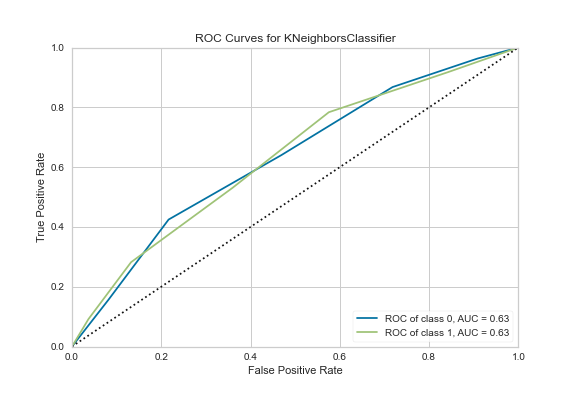 ROC Curves for KNeighborsClassifier
1.0
0.8
0.6
0.4
0.2
0.0
True Positive Rate
0.0 0.2 0.4 0.6 0.8 1.0
False Positive Rate
ROC of class 0, AUC = 0.63
ROC of class 1, AUC = 0.63